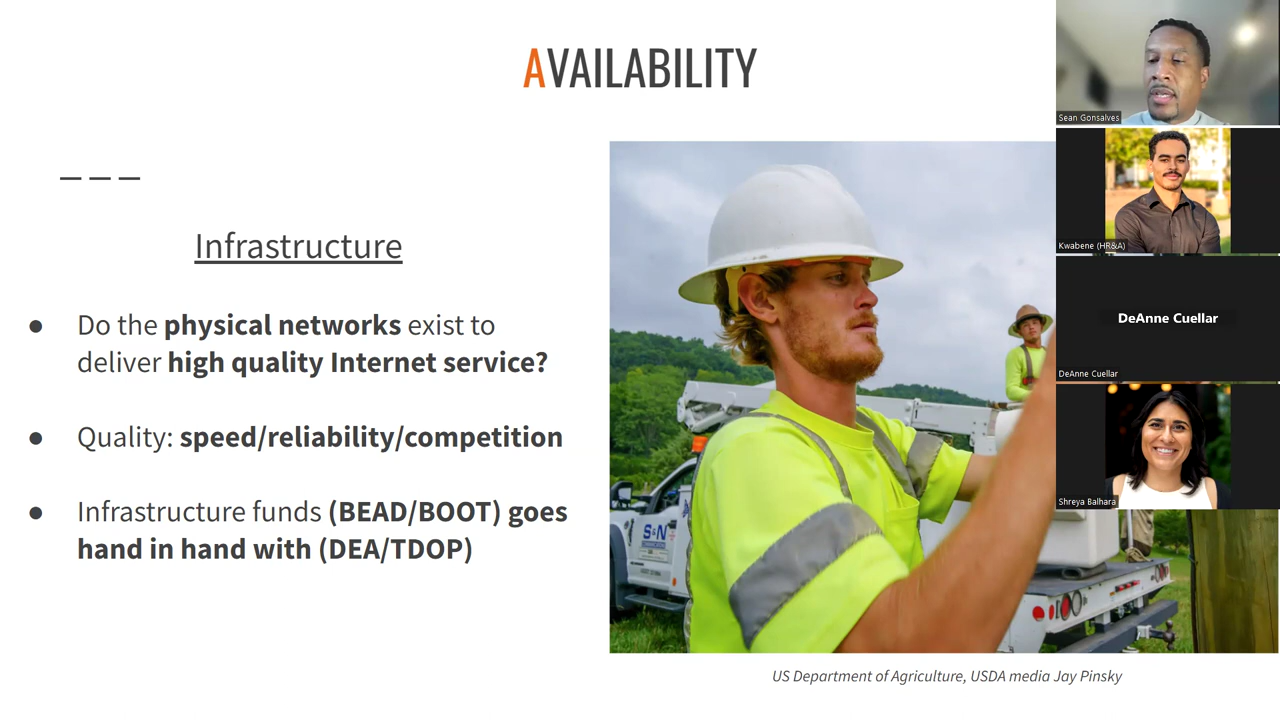 AVAILABILITY
Infrastructure
● Do the physical networks exist to
deliver high quality Internet service?
● Quality: speed/reliability/competition
● Infrastructure funds (BEAD/BOOT) goes
hand in hand with (DEA/TDOP)
S&N
US Department of Agriculture, USDA media Jay Pinsky
Sean Gonsalves
Kwabene (HR&A)
DeAnne Cuellar
DeAnne Cuellar
Shreya Balhara